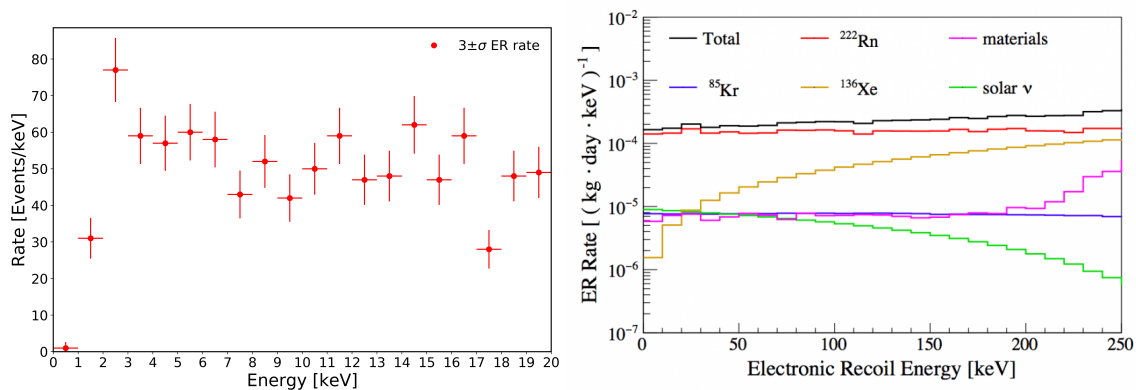 3±σ ER rate
Rate [Events/keV]
80
70
60
50
40
30
20
10
0
0 1 2 3 4 5 6 7 8 9 10 11 12 13 14 15 16 17 18 19 20
Energy [keV]
Total ²²²Rn materials
⁸⁵Kr ¹³⁶Xe solar ν
ER Rate [ ( kg · day · keV )⁻¹ ]
10⁻²
10⁻³
10⁻⁴
10⁻⁵
10⁻⁶
10⁻⁷
0 50 100 150 200 250
Electronic Recoil Energy [keV]